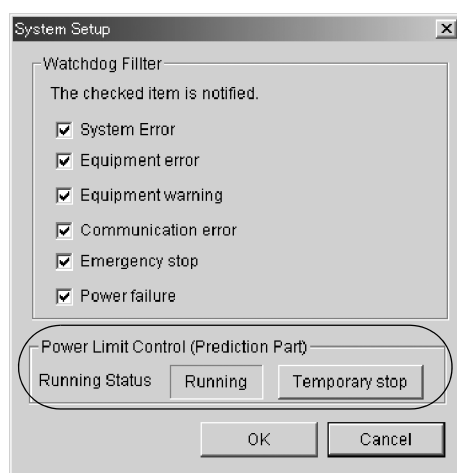 System Setup
Watchdog Fillter
The checked item is notified.
System Error
Equipment error
Equipment warning
Communication error
Emergency stop
Power failure
Power Limit Control (Prediction Part)
Running Status Running Temporary stop
OK Cancel